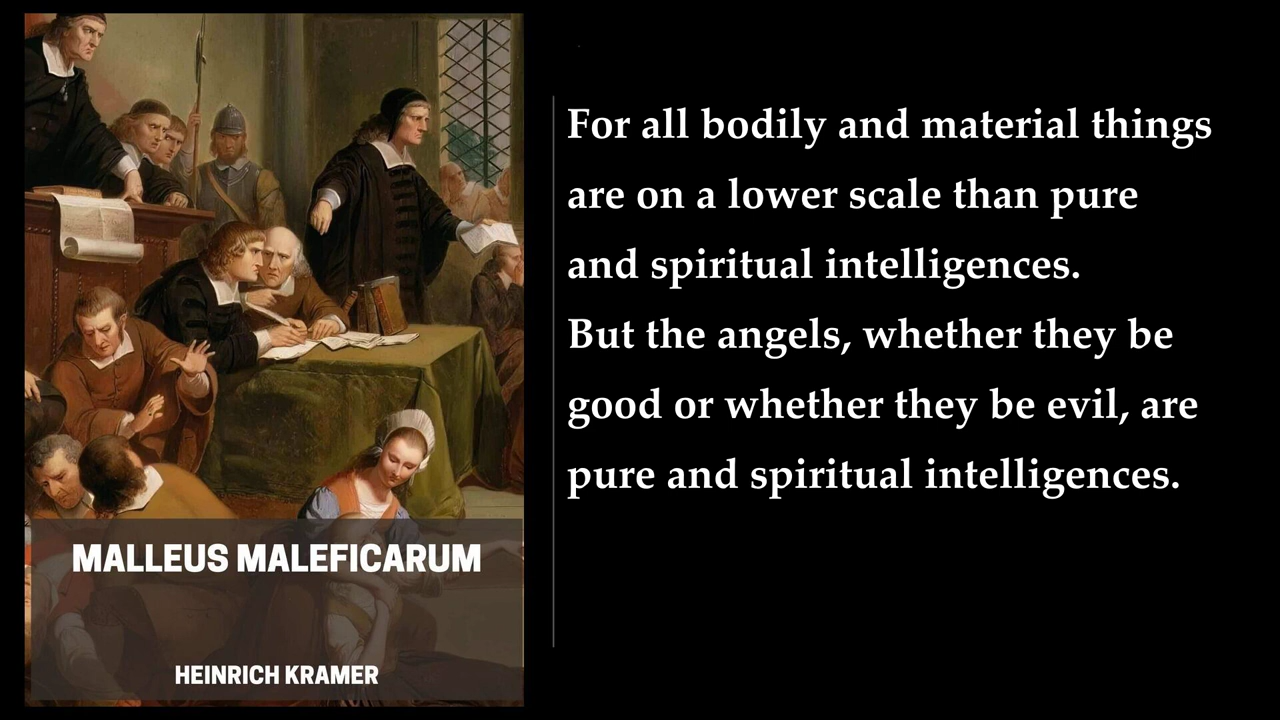 MALLEUS MALEFICARUM
HEINRICH KRAMER
For all bodily and material things
are on a lower scale than pure
and spiritual intelligences.
But the angels, whether they be
good or whether they be evil, are
pure and spiritual intelligences.